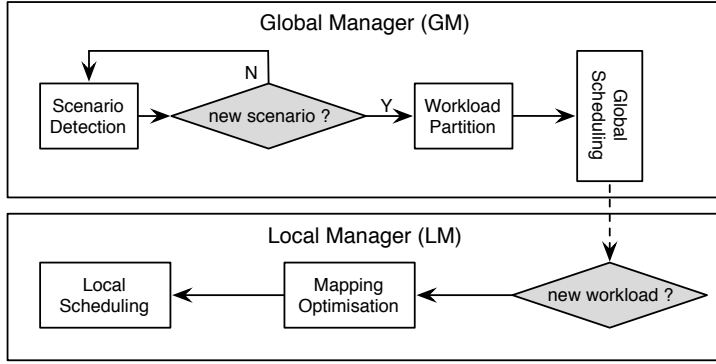 Global Manager (GM)
N
Scenario
Detection
new scenario ?
Y
Workload
Partition
Global
Scheduling
Local Manager (LM)
Local
Scheduling
Mapping
Optimisation
new workload ?